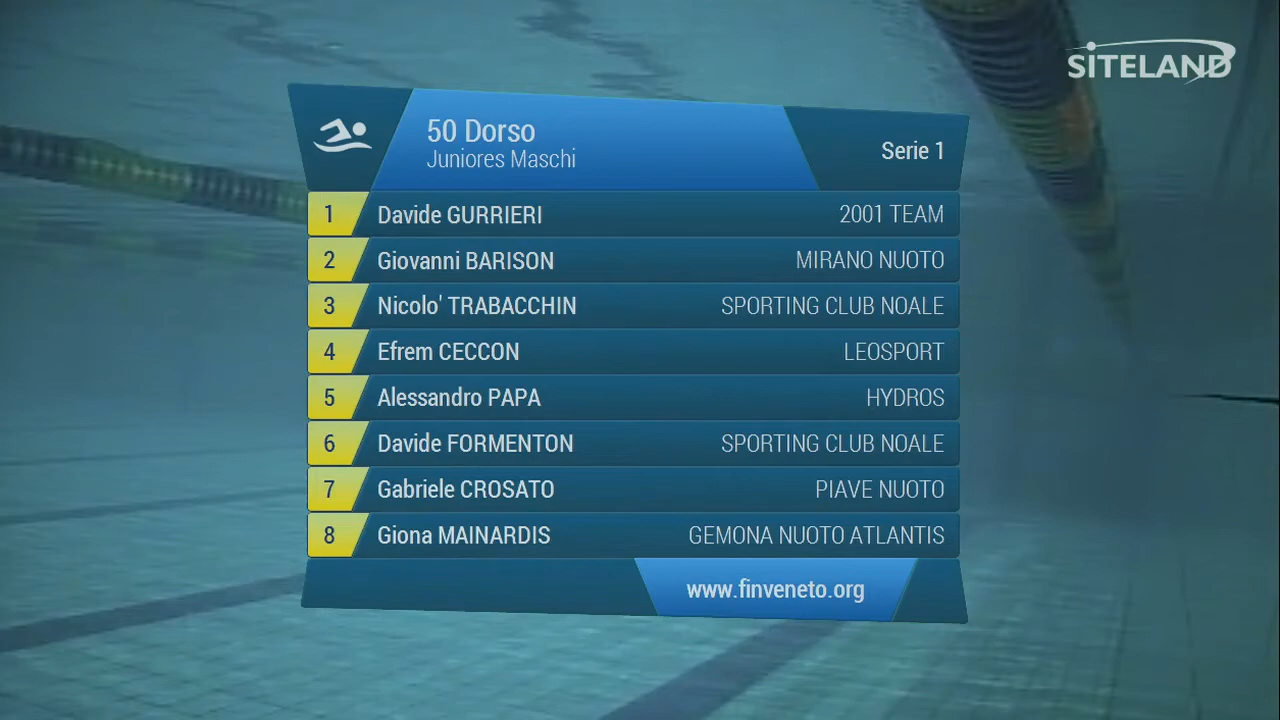 SITELAND
50 Dorso
Juniores Maschi
Serie 1
1 Davide GURRIERI 2001 TEAM
2 Giovanni BARISON MIRANO NUOTO
3 Nicolo' TRABACCHIN SPORTING CLUB NOALE
4 Efrem CECCON LEOSPORT
5 Alessandro PAPA HYDROS
6 Davide FORMENTON SPORTING CLUB NOALE
7 Gabriele CROSATO PIAVE NUOTO
8 Giona MAINARDIS GEMONA NUOTO ATLANTIS
www.finveneto.org